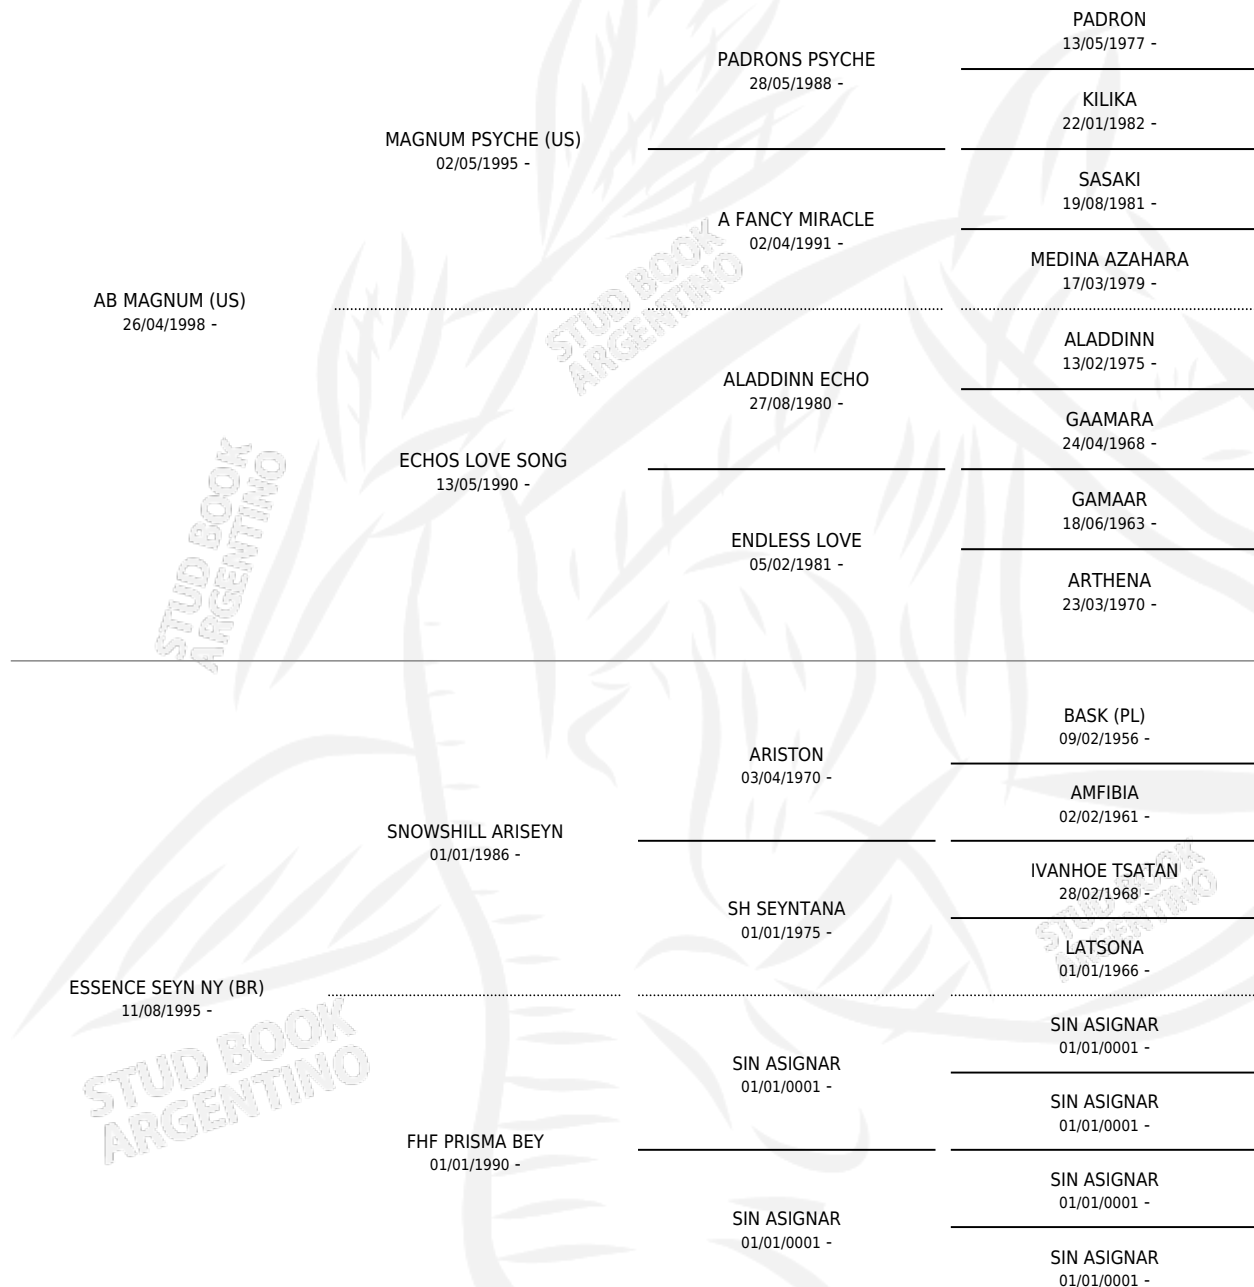 PADRON
13/05/1977 -
PADRONS PSYCHE
28/05/1988 -
KILIKA
22/01/1982 -
MAGNUM PSYCHE (US)
02/05/1995 -
SASAKI
19/08/1981 -
A FANCY MIRACLE
02/04/1991 -
MEDINA AZAHARA
17/03/1979 -
AB MAGNUM (US)
26/04/1998 -
STUD BOOK
ARGENTINO
ALADDINN
13/02/1975 -
ALADDINN ECHO
27/08/1980 -
GAAMARA
24/04/1968 -
ECHOS LOVE SONG
13/05/1990 -
GAMAAR
18/06/1963 -
ENDLESS LOVE
05/02/1981 -
ARTHENA
23/03/1970 -
STUD BOOK
ARGENTINO
BASK (PL)
09/02/1956 -
ARISTON
03/04/1970 -
AMFIBIA
02/02/1961 -
SNOWSHILL ARISEYN
01/01/1986 -
IVANHOE TSATAN
28/02/1968 -
SH SEYNTANA
01/01/1975 -
LATSONA
01/01/1966 -
STUD BOOK
ARGENTINO
ESSENCE SEYN NY (BR)
11/08/1995 -
STUD BOOK
ARGENTINO
SIN ASIGNAR
01/01/0001 -
SIN ASIGNAR
01/01/0001 -
SIN ASIGNAR
01/01/0001 -
FHF PRISMA BEY
01/01/1990 -
SIN ASIGNAR
01/01/0001 -
SIN ASIGNAR
01/01/0001 -
SIN ASIGNAR
01/01/0001 -